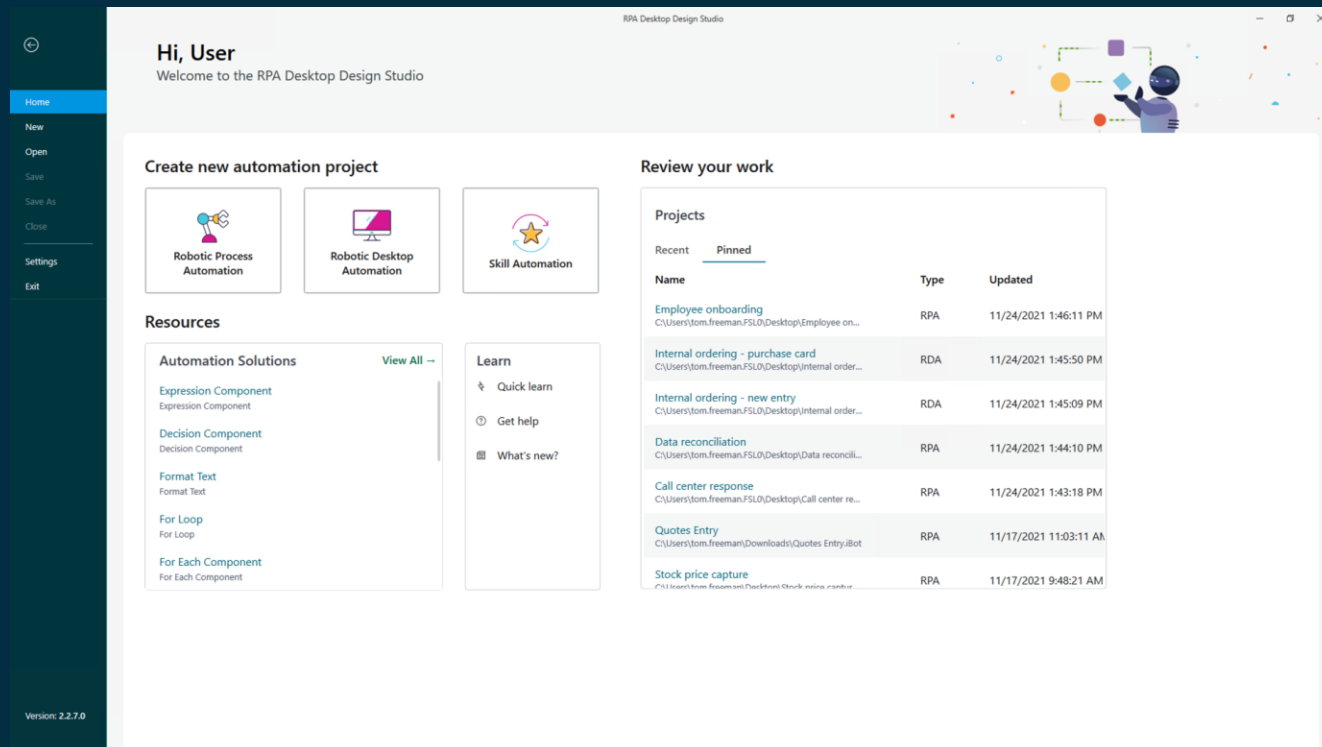 RPA Desktop Design Studio
Hi, User
Welcome to the RPA Desktop Design Studio
Home
New
Open
Save
Save As
Close
Settings
Exit
Version: 2.2.7.0
Create new automation project
Robotic Process
Automation
Robotic Desktop
Automation
Skill Automation
Resources
Automation Solutions
View All →
Expression Component
Expression Component
Decision Component
Decision Component
Format Text
Format Text
For Loop
For Loop
For Each Component
For Each Component
Learn
Quick learn
Get help
What's new?
Review your work
Projects
Recent Pinned
Name Type Updated
Employee onboarding
C:\Users\tom.freeman.FSL0\Desktop\Employee on...
RPA 11/24/2021 1:46:11 PM
Internal ordering - purchase card
C:\Users\tom.freeman.FSL0\Desktop\Internal order...
RDA 11/24/2021 1:45:50 PM
Internal ordering - new entry
C:\Users\tom.freeman.FSL0\Desktop\Internal order...
RDA 11/24/2021 1:45:09 PM
Data reconciliation
C:\Users\tom.freeman.FSL0\Desktop\Data reconcili...
RPA 11/24/2021 1:44:10 PM
Call center response
C:\Users\tom.freeman.FSL0\Desktop\Call center re...
RPA 11/24/2021 1:43:18 PM
Quotes Entry
C:\Users\tom.freeman\Downloads\Quotes Entry.iBot
RPA 11/17/2021 11:03:11 AM
Stock price capture
C:\Users\tom.freeman\Desktop\Stock price captur...
RPA 11/17/2021 9:48:21 AM